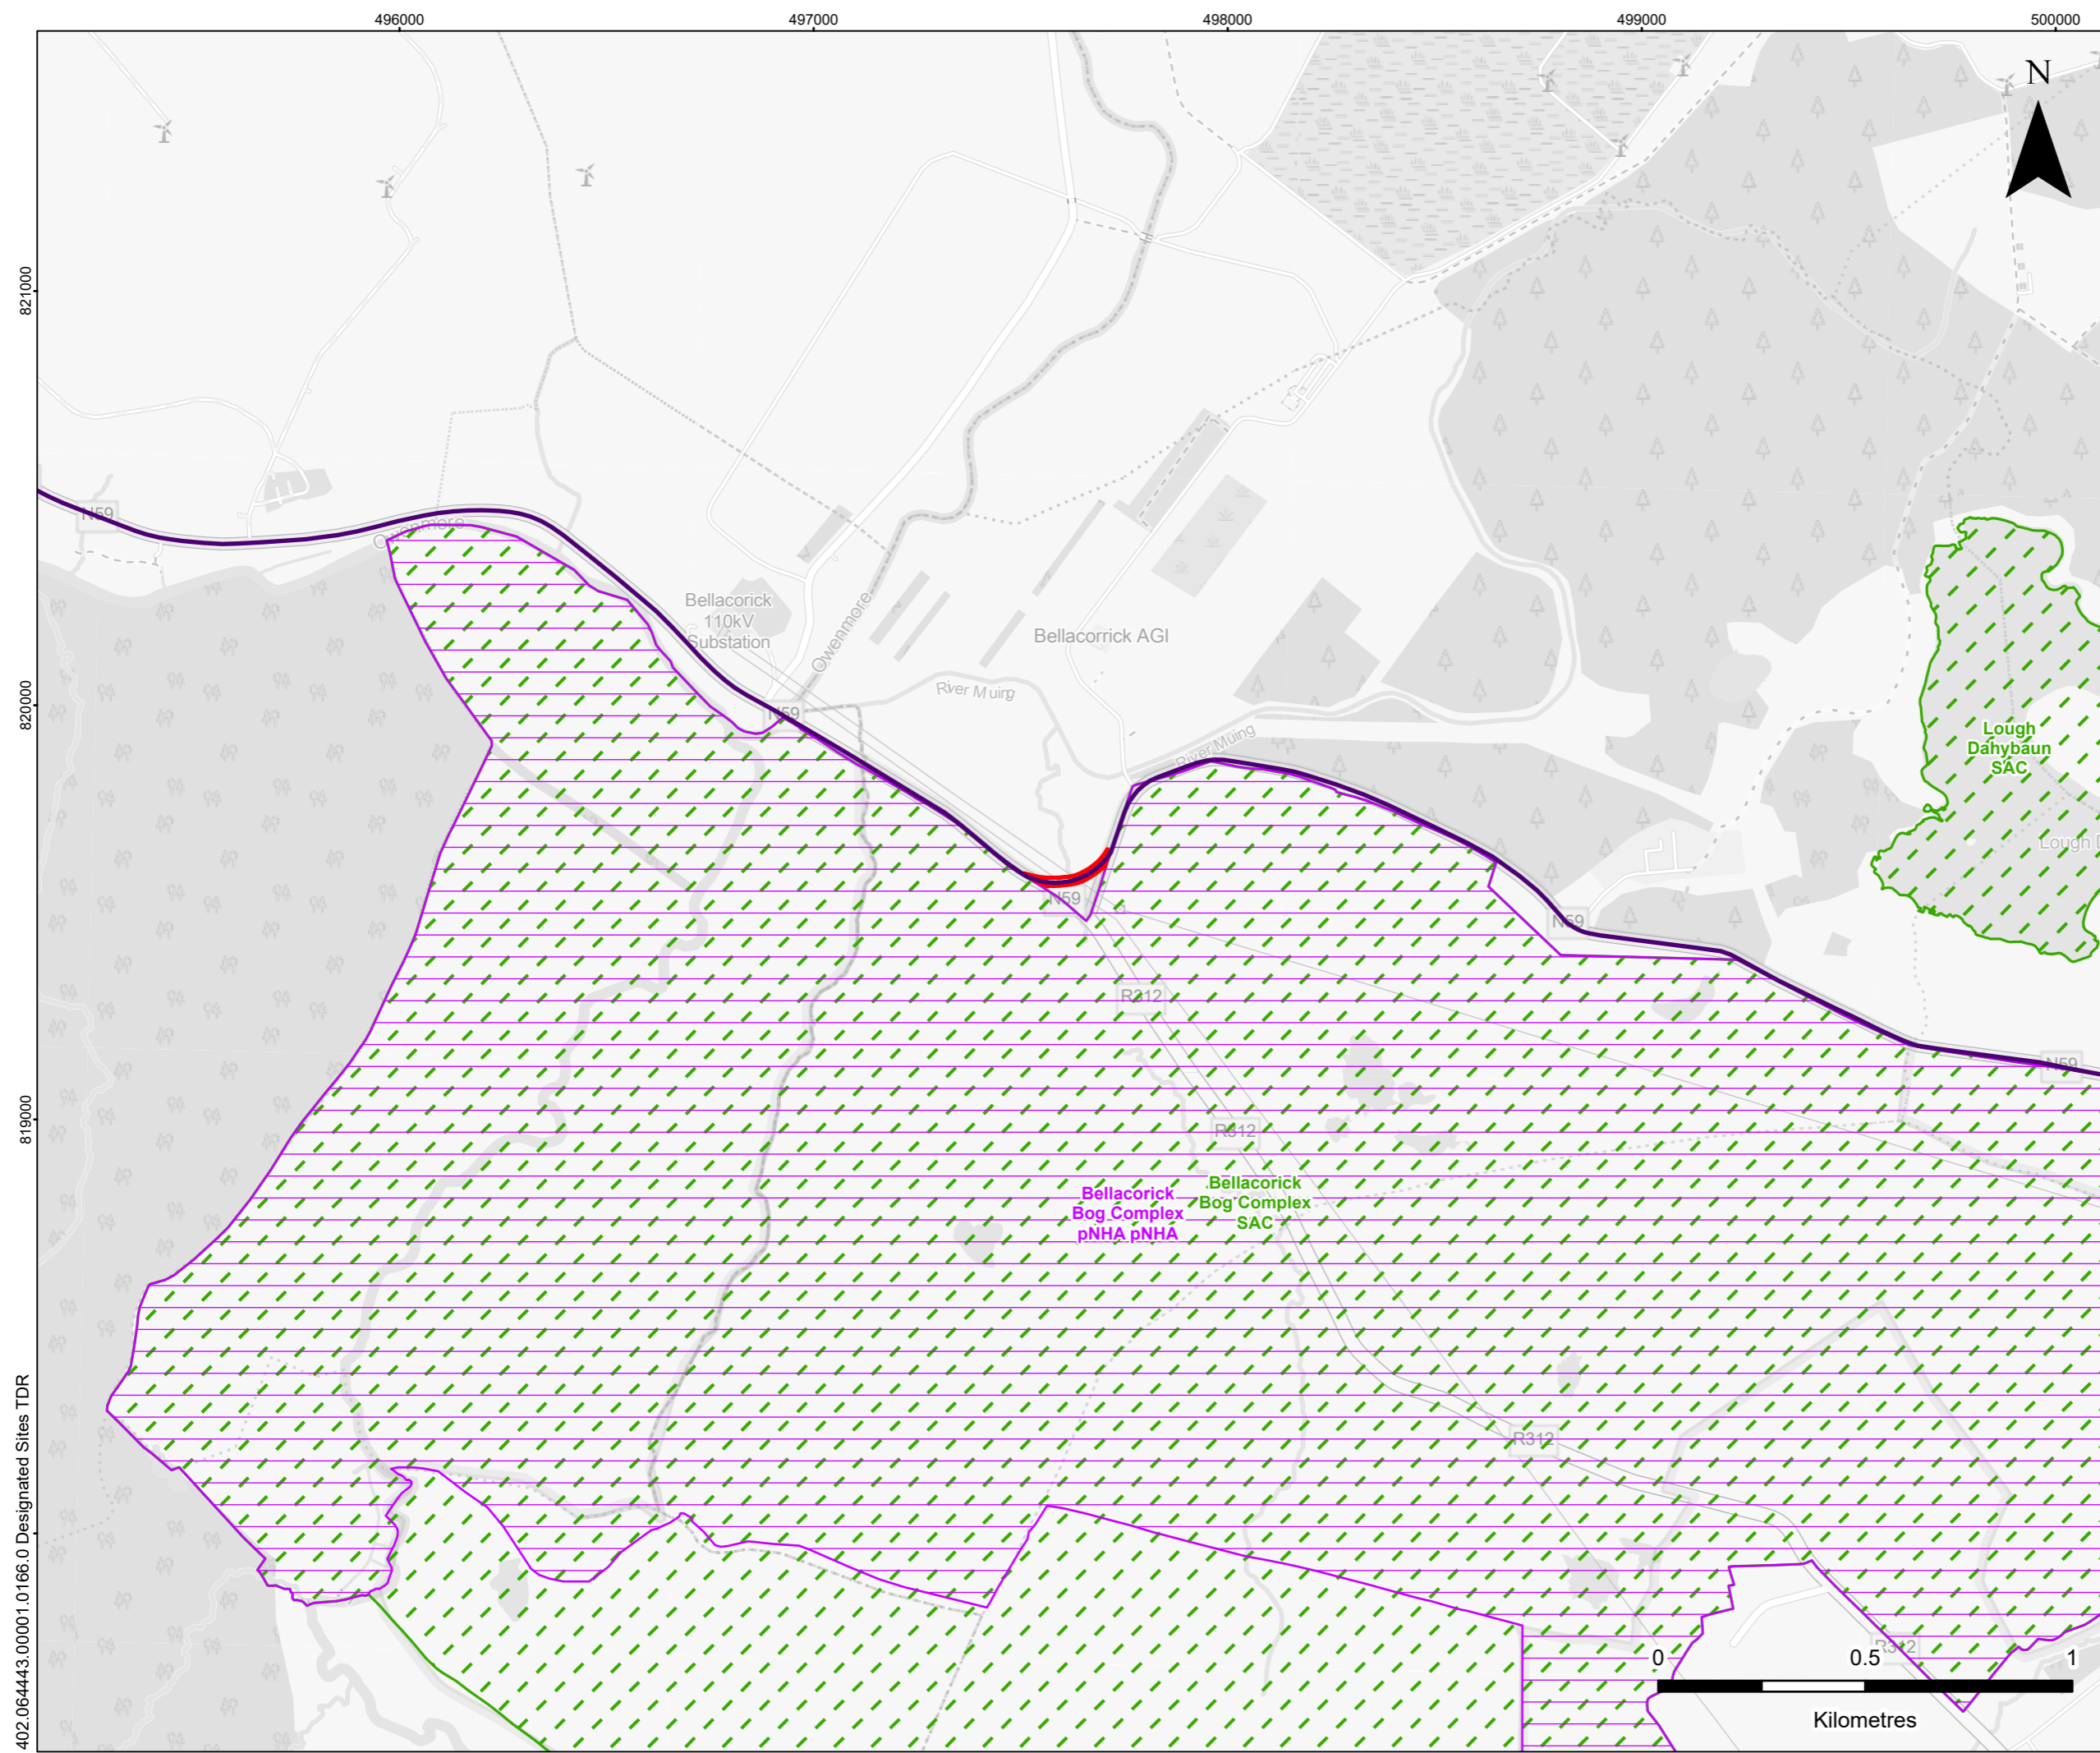 496000
497000
498000
499000
500000
N
821000
820000
819000
N59
Owenmore
Bellacorick
110kV
Substation
Owenmore
Bellacorrick AGI
River Muing
N59
River Muing
Lough
Dahybaun
SAC
Lough D
N59
N59
R312
N59
R312
Bellacorick
Bog Complex
pNHA pNHA
Bellacorick
Bog Complex
SAC
R312
R312
0
0.5
1
Kilometres
402.064443.00001.0166.0 Designated Sites TDR